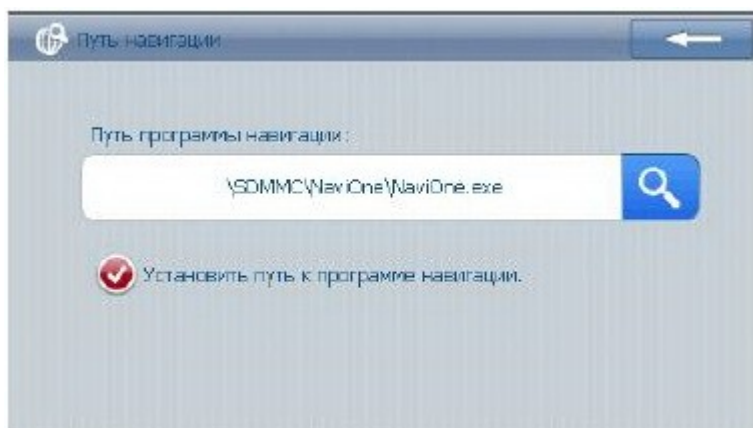 Путь навигации
Путь программы навигации:
\SDMMC\NaviOne\NaviOne.exe
Установить путь к программе навигации.